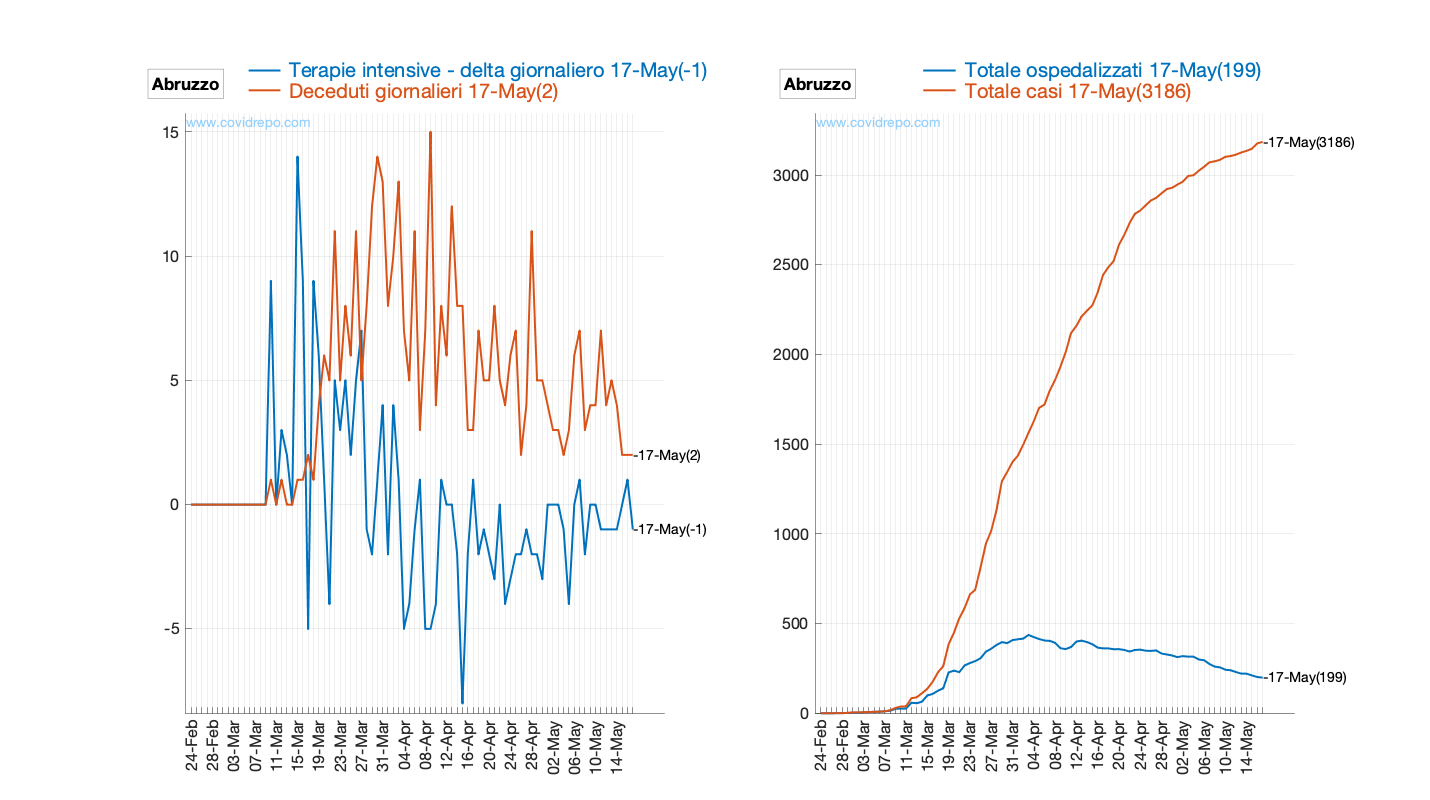 Abruzzo
Terapie intensive - delta giornaliero 17-May(-1)
Deceduti giornalieri 17-May(2)
www.covidrepo.com
15
10
5
0
-5
-17-May(2)
-17-May(-1)
24-Feb
28-Feb
03-Mar
07-Mar
11-Mar
15-Mar
19-Mar
23-Mar
27-Mar
31-Mar
04-Apr
08-Apr
12-Apr
16-Apr
20-Apr
24-Apr
28-Apr
02-May
06-May
10-May
14-May
Abruzzo
Totale ospedalizzati 17-May(199)
Totale casi 17-May(3186)
www.covidrepo.com
3000
2500
2000
1500
1000
500
0
-17-May(3186)
-17-May(199)
24-Feb
28-Feb
03-Mar
07-Mar
11-Mar
15-Mar
19-Mar
23-Mar
27-Mar
31-Mar
04-Apr
08-Apr
12-Apr
16-Apr
20-Apr
24-Apr
28-Apr
02-May
06-May
10-May
14-May